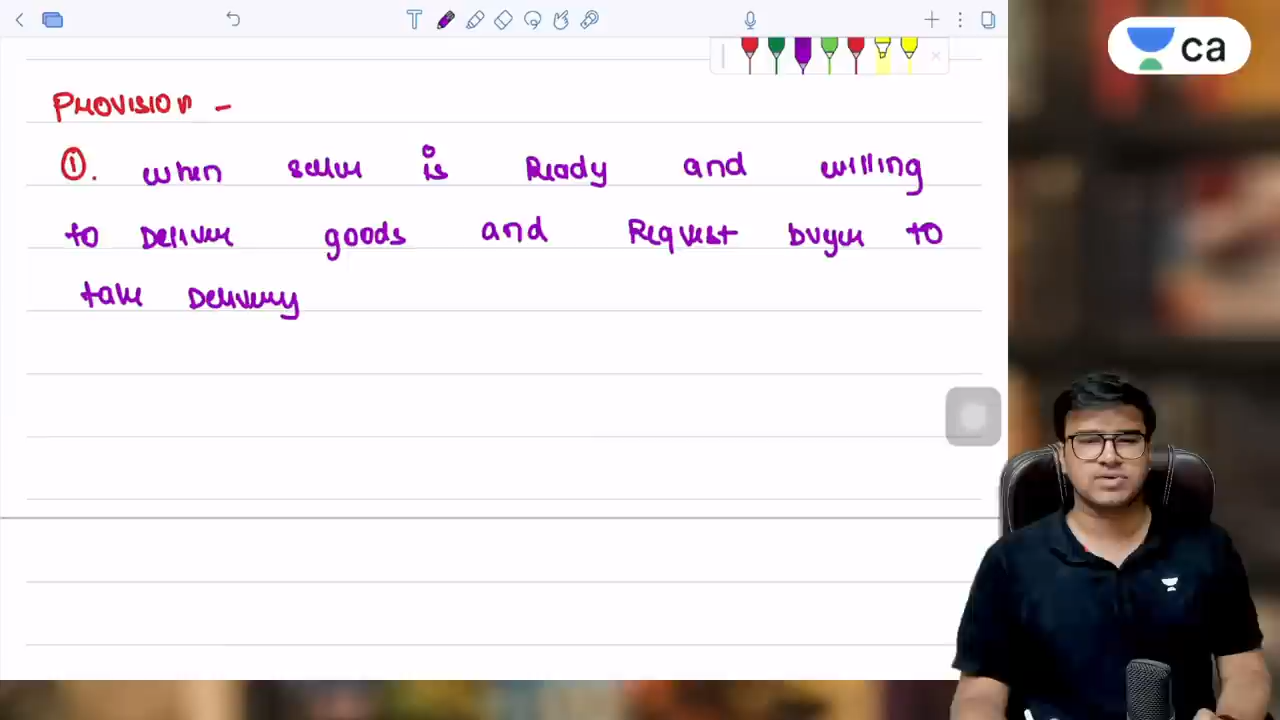 T
ca
Provision -
①. when seller is Ready and willing
to Deliver goods and Request buyer to
take Delivery